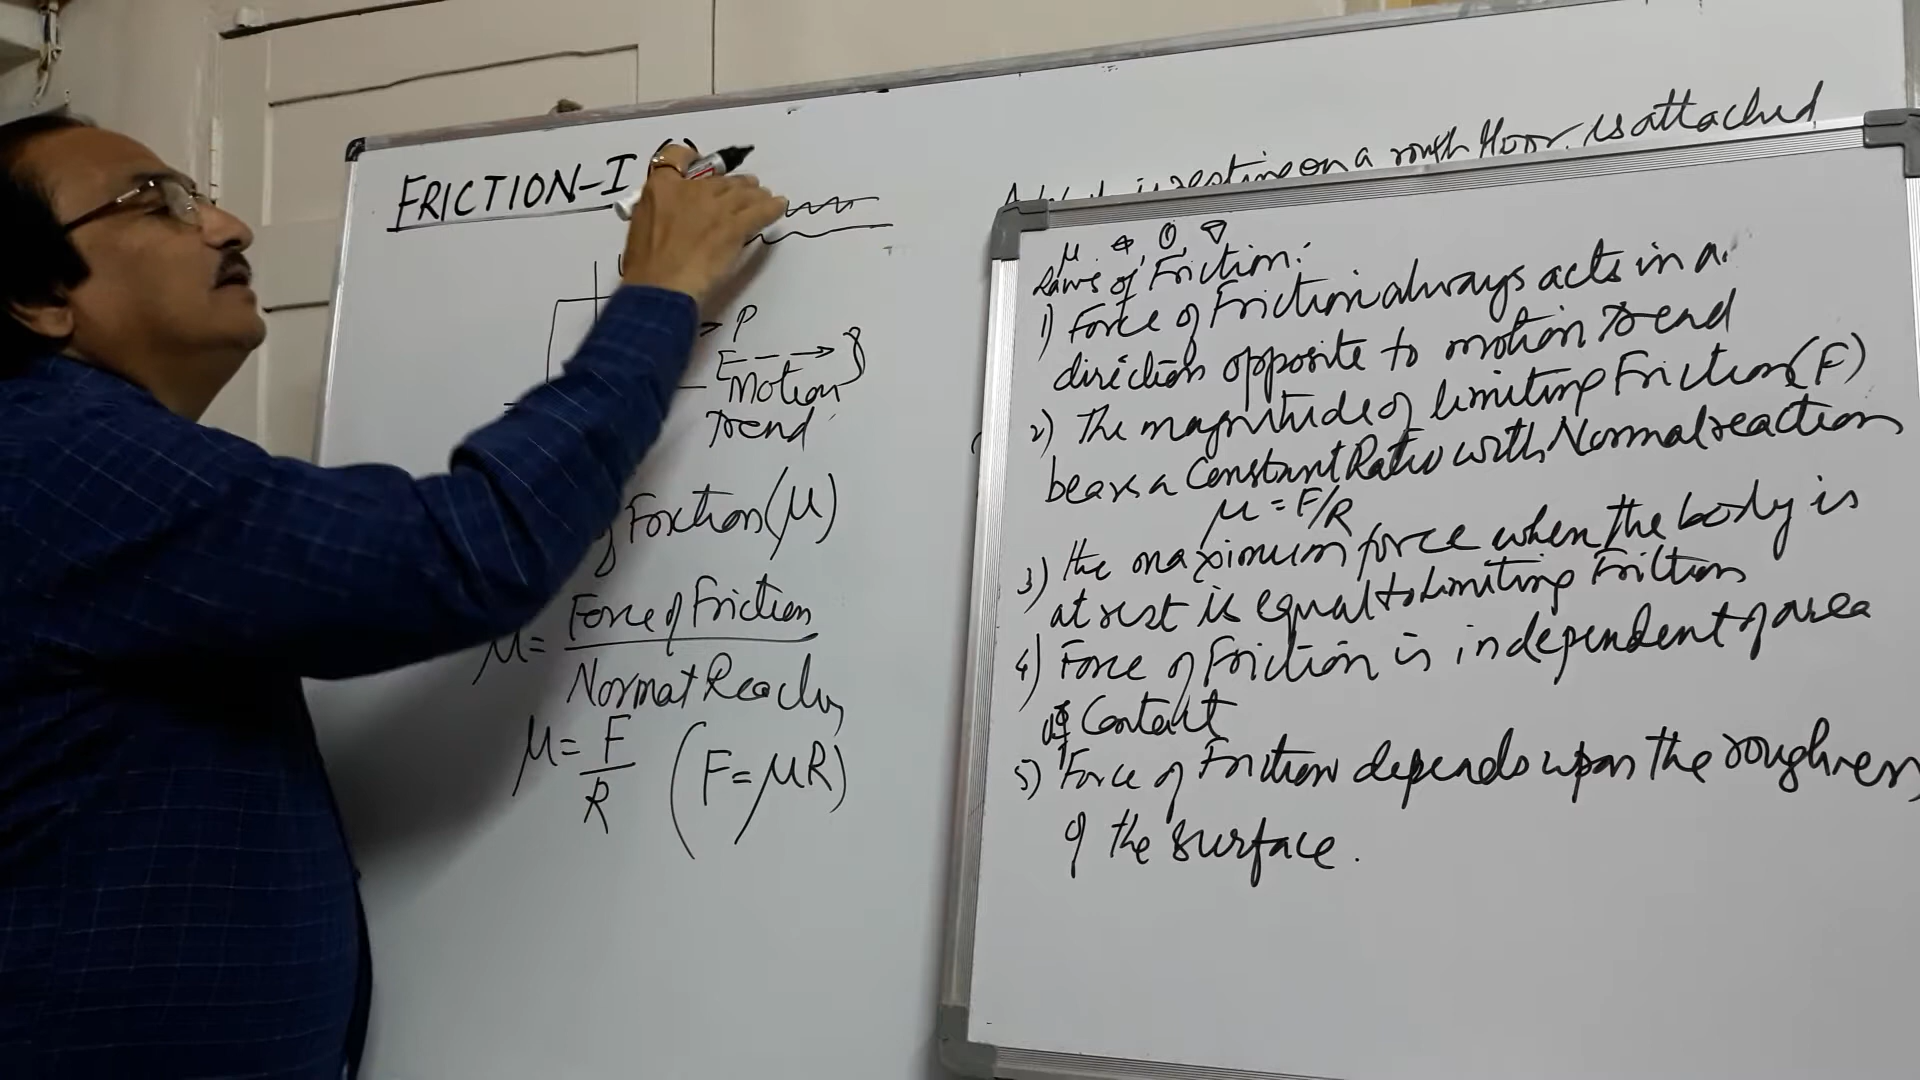 FRICTION-I
P
Motion
Trend
of Friction (μ)
μ = Force of Friction
Normal Reaction
μ = F
R
(F = μR)
is resting on a rough floor, is attached
μ. Φ, θ, ∇
Laws of Friction:
1) Force of Friction always acts in a
direction opposite to motion Trend
2) The magnitude of limiting Friction (F)
bears a Constant Ratio with Normal reaction
μ = F/R
3) the maximum force when the body is
at rest is equal to Limiting Friction
4) Force of Friction is independent of area
of Contact
5) Force of Friction depends upon the roughness
of the surface.